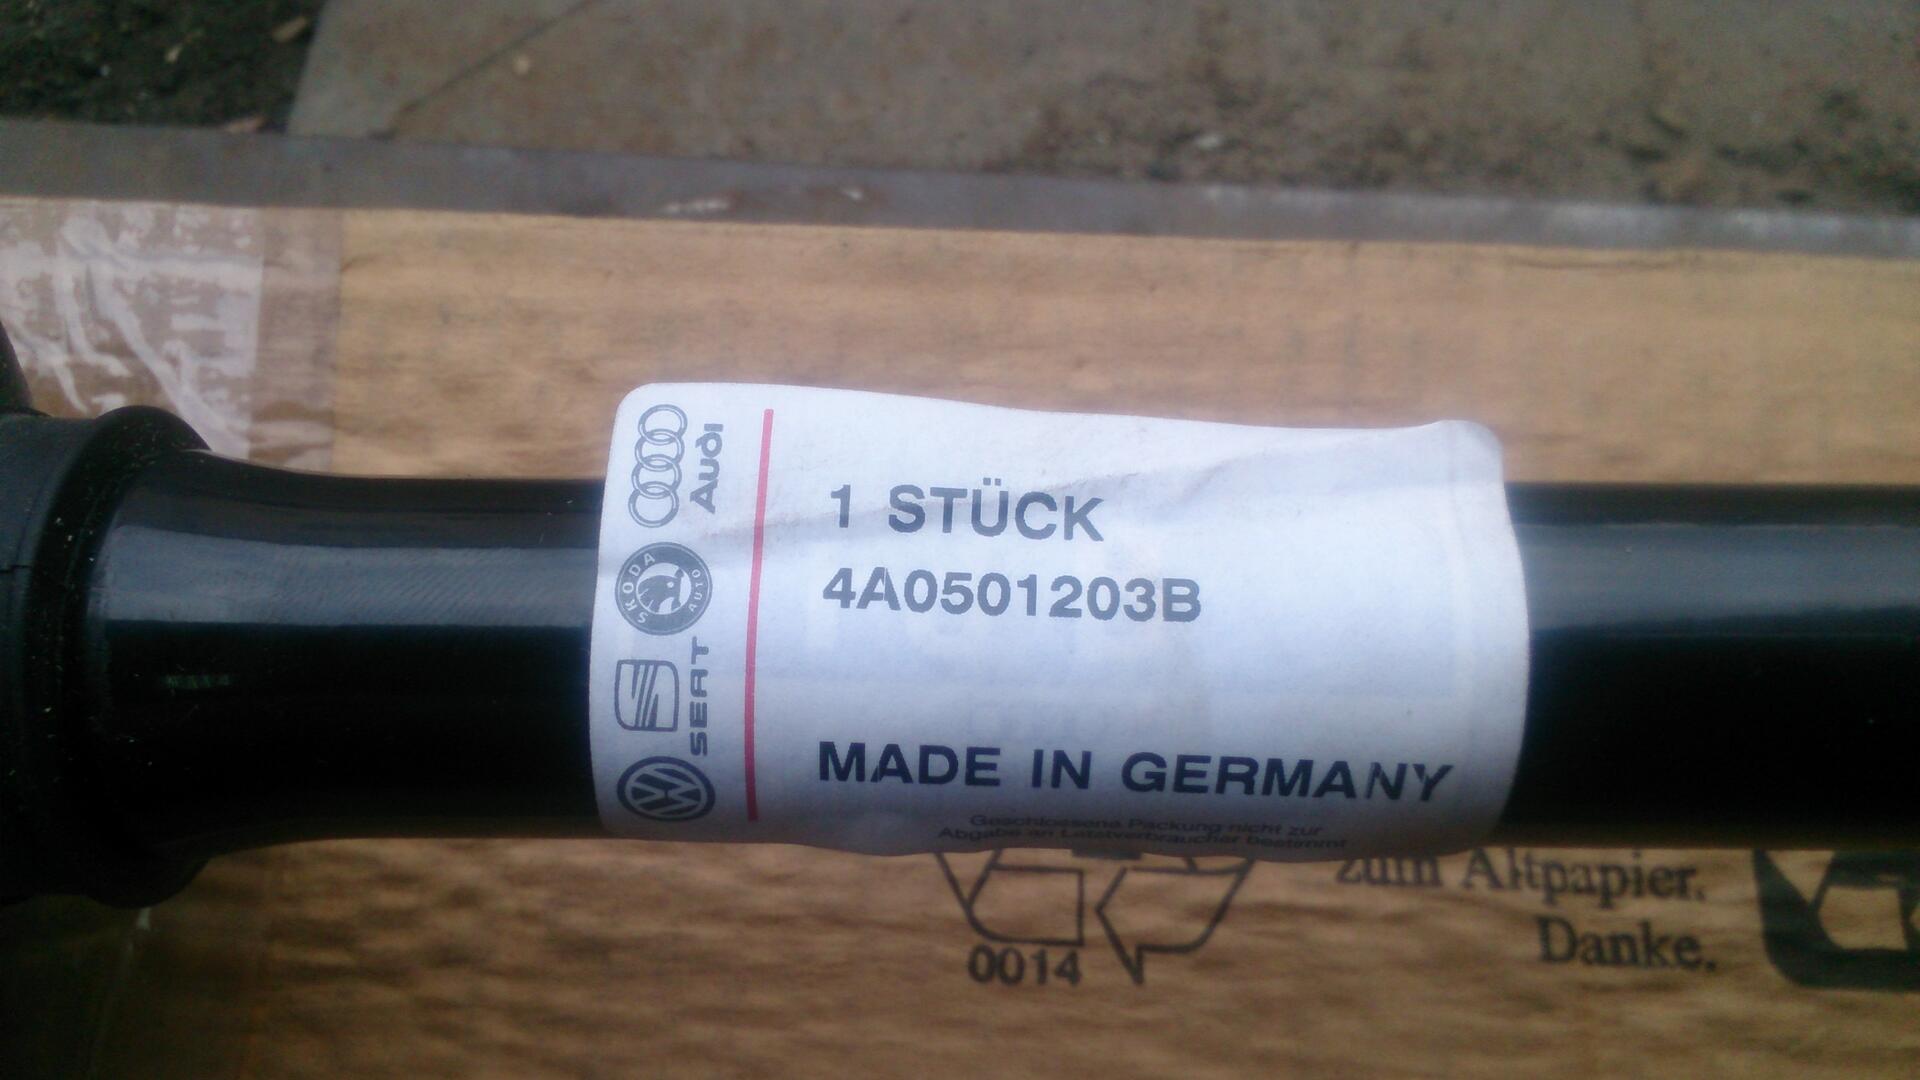 Audi
SKODA AUTO
SEAT
1 STÜCK
4A0501203B
MADE IN GERMANY
Geschlossene Packung nicht zur
Abgabe an Letztverbraucher bestimmt
zum Altpapier.
Danke.
0014